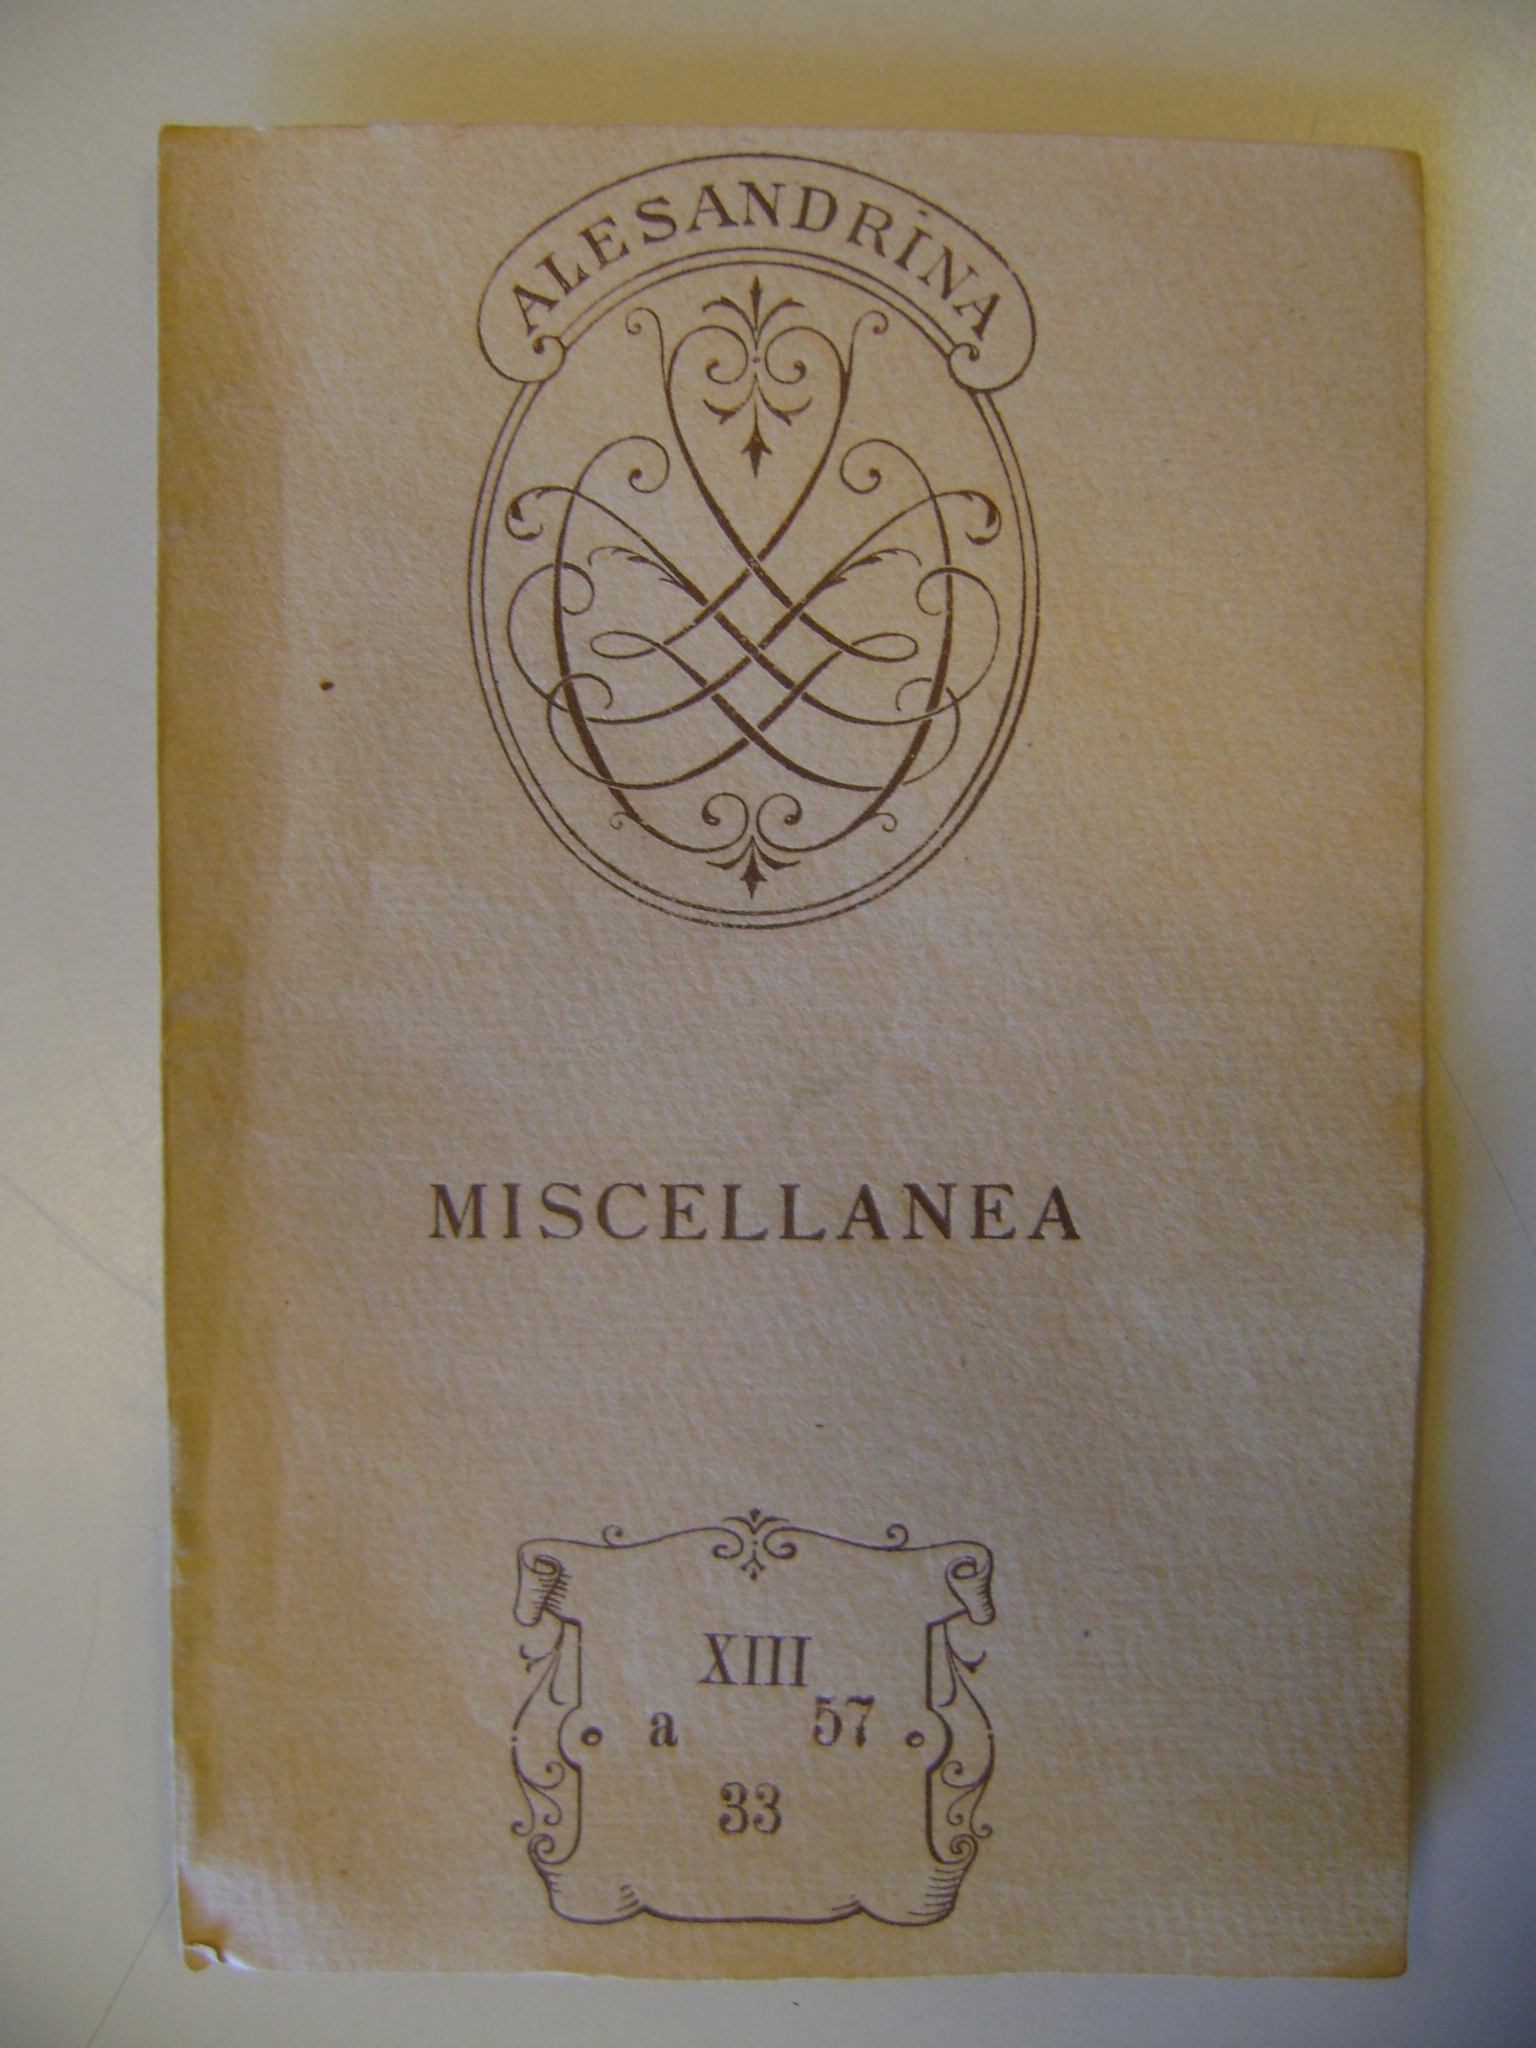 ALESANDRINA
MISCELLANEA
XIII
a 57
33